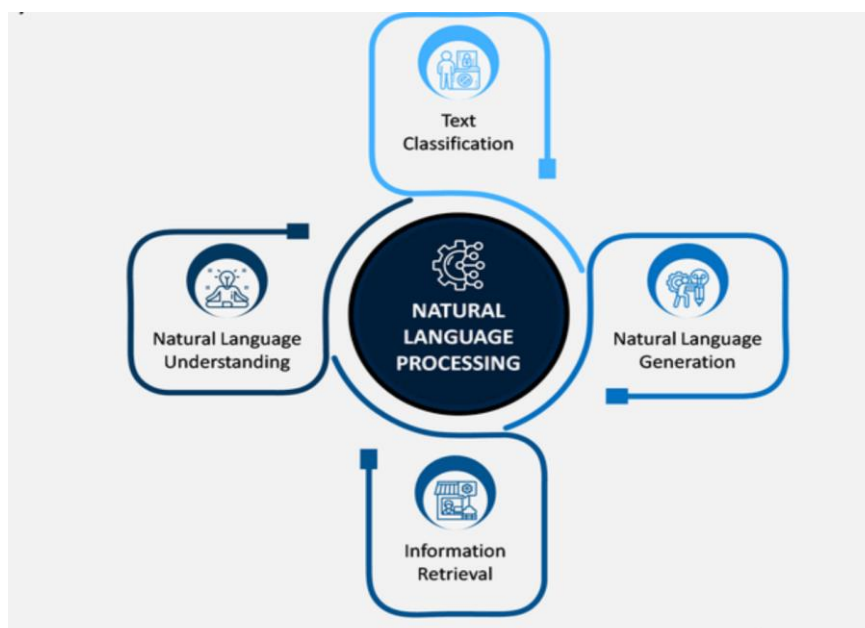 Text
Classification
NATURAL
LANGUAGE
PROCESSING
Natural Language
Understanding
Natural Language
Generation
Information
Retrieval